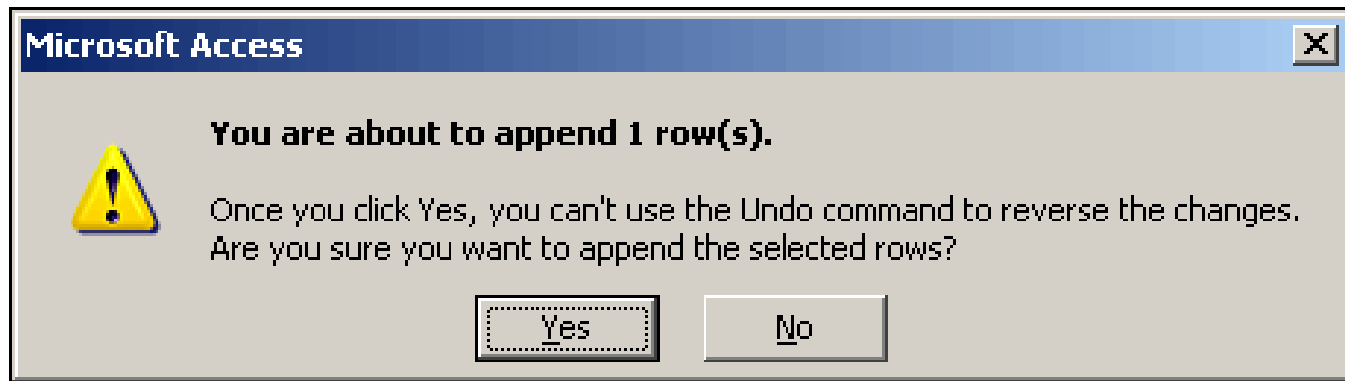 Microsoft Access
You are about to append 1 row(s).
Once you click Yes, you can't use the Undo command to reverse the changes.
Are you sure you want to append the selected rows?
Yes No